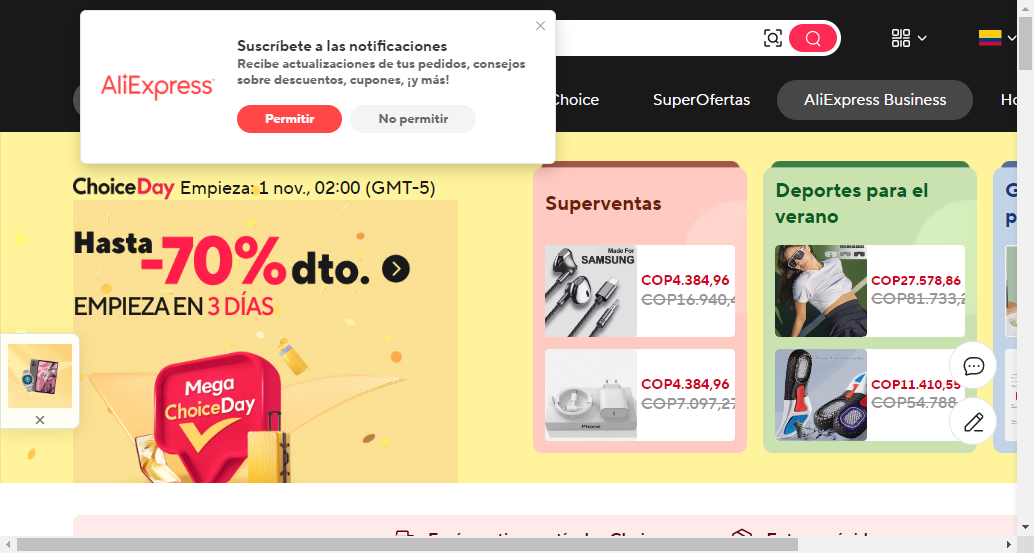 Suscríbete a las notificaciones
Recibe actualizaciones de tus pedidos, consejos
sobre descuentos, cupones, ¡y más!
AliExpress
Permitir
No permitir
Choice
SuperOfertas
AliExpress Business
ChoiceDay Empieza: 1 nov., 02:00 (GMT-5)
Hasta -70% dto.
EMPIEZA EN 3 DÍAS
Mega
ChoiceDay
Superventas
Made For
SAMSUNG
COP4.384,96
COP16.940,4
COP4.384,96
COP7.097,27
Phone
Deportes para el
verano
COP27.578,86
COP81.733,2
COP11.410,55
COP54.788